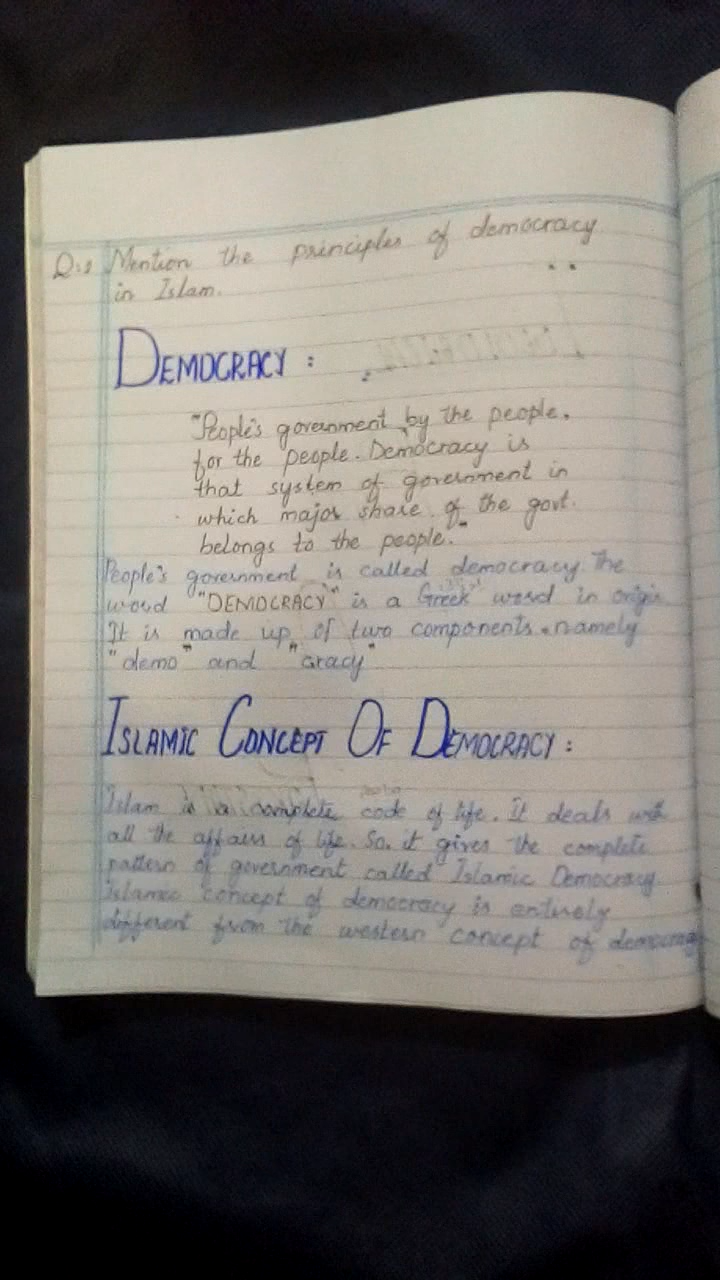 Q:1 Mention the principles of democracy
in Islam.
DEMOCRACY :
"People's government by the people,
for the people. Democracy is
that system of government in
which major share of the govt.
belongs to the people."
People's government is called democracy. The
word "DEMOCRACY" is a Greek word in origin
It is made up of two components, namely
"demo" and "cracy"
ISLAMIC CONCEPT OF DEMOCRACY :
Islam is a complete code of life. It deals with
all the affairs of life. So, it gives the complete
pattern of government called Islamic Democracy
Islamic concept of democracy is entirely
different from the western concept of democracy